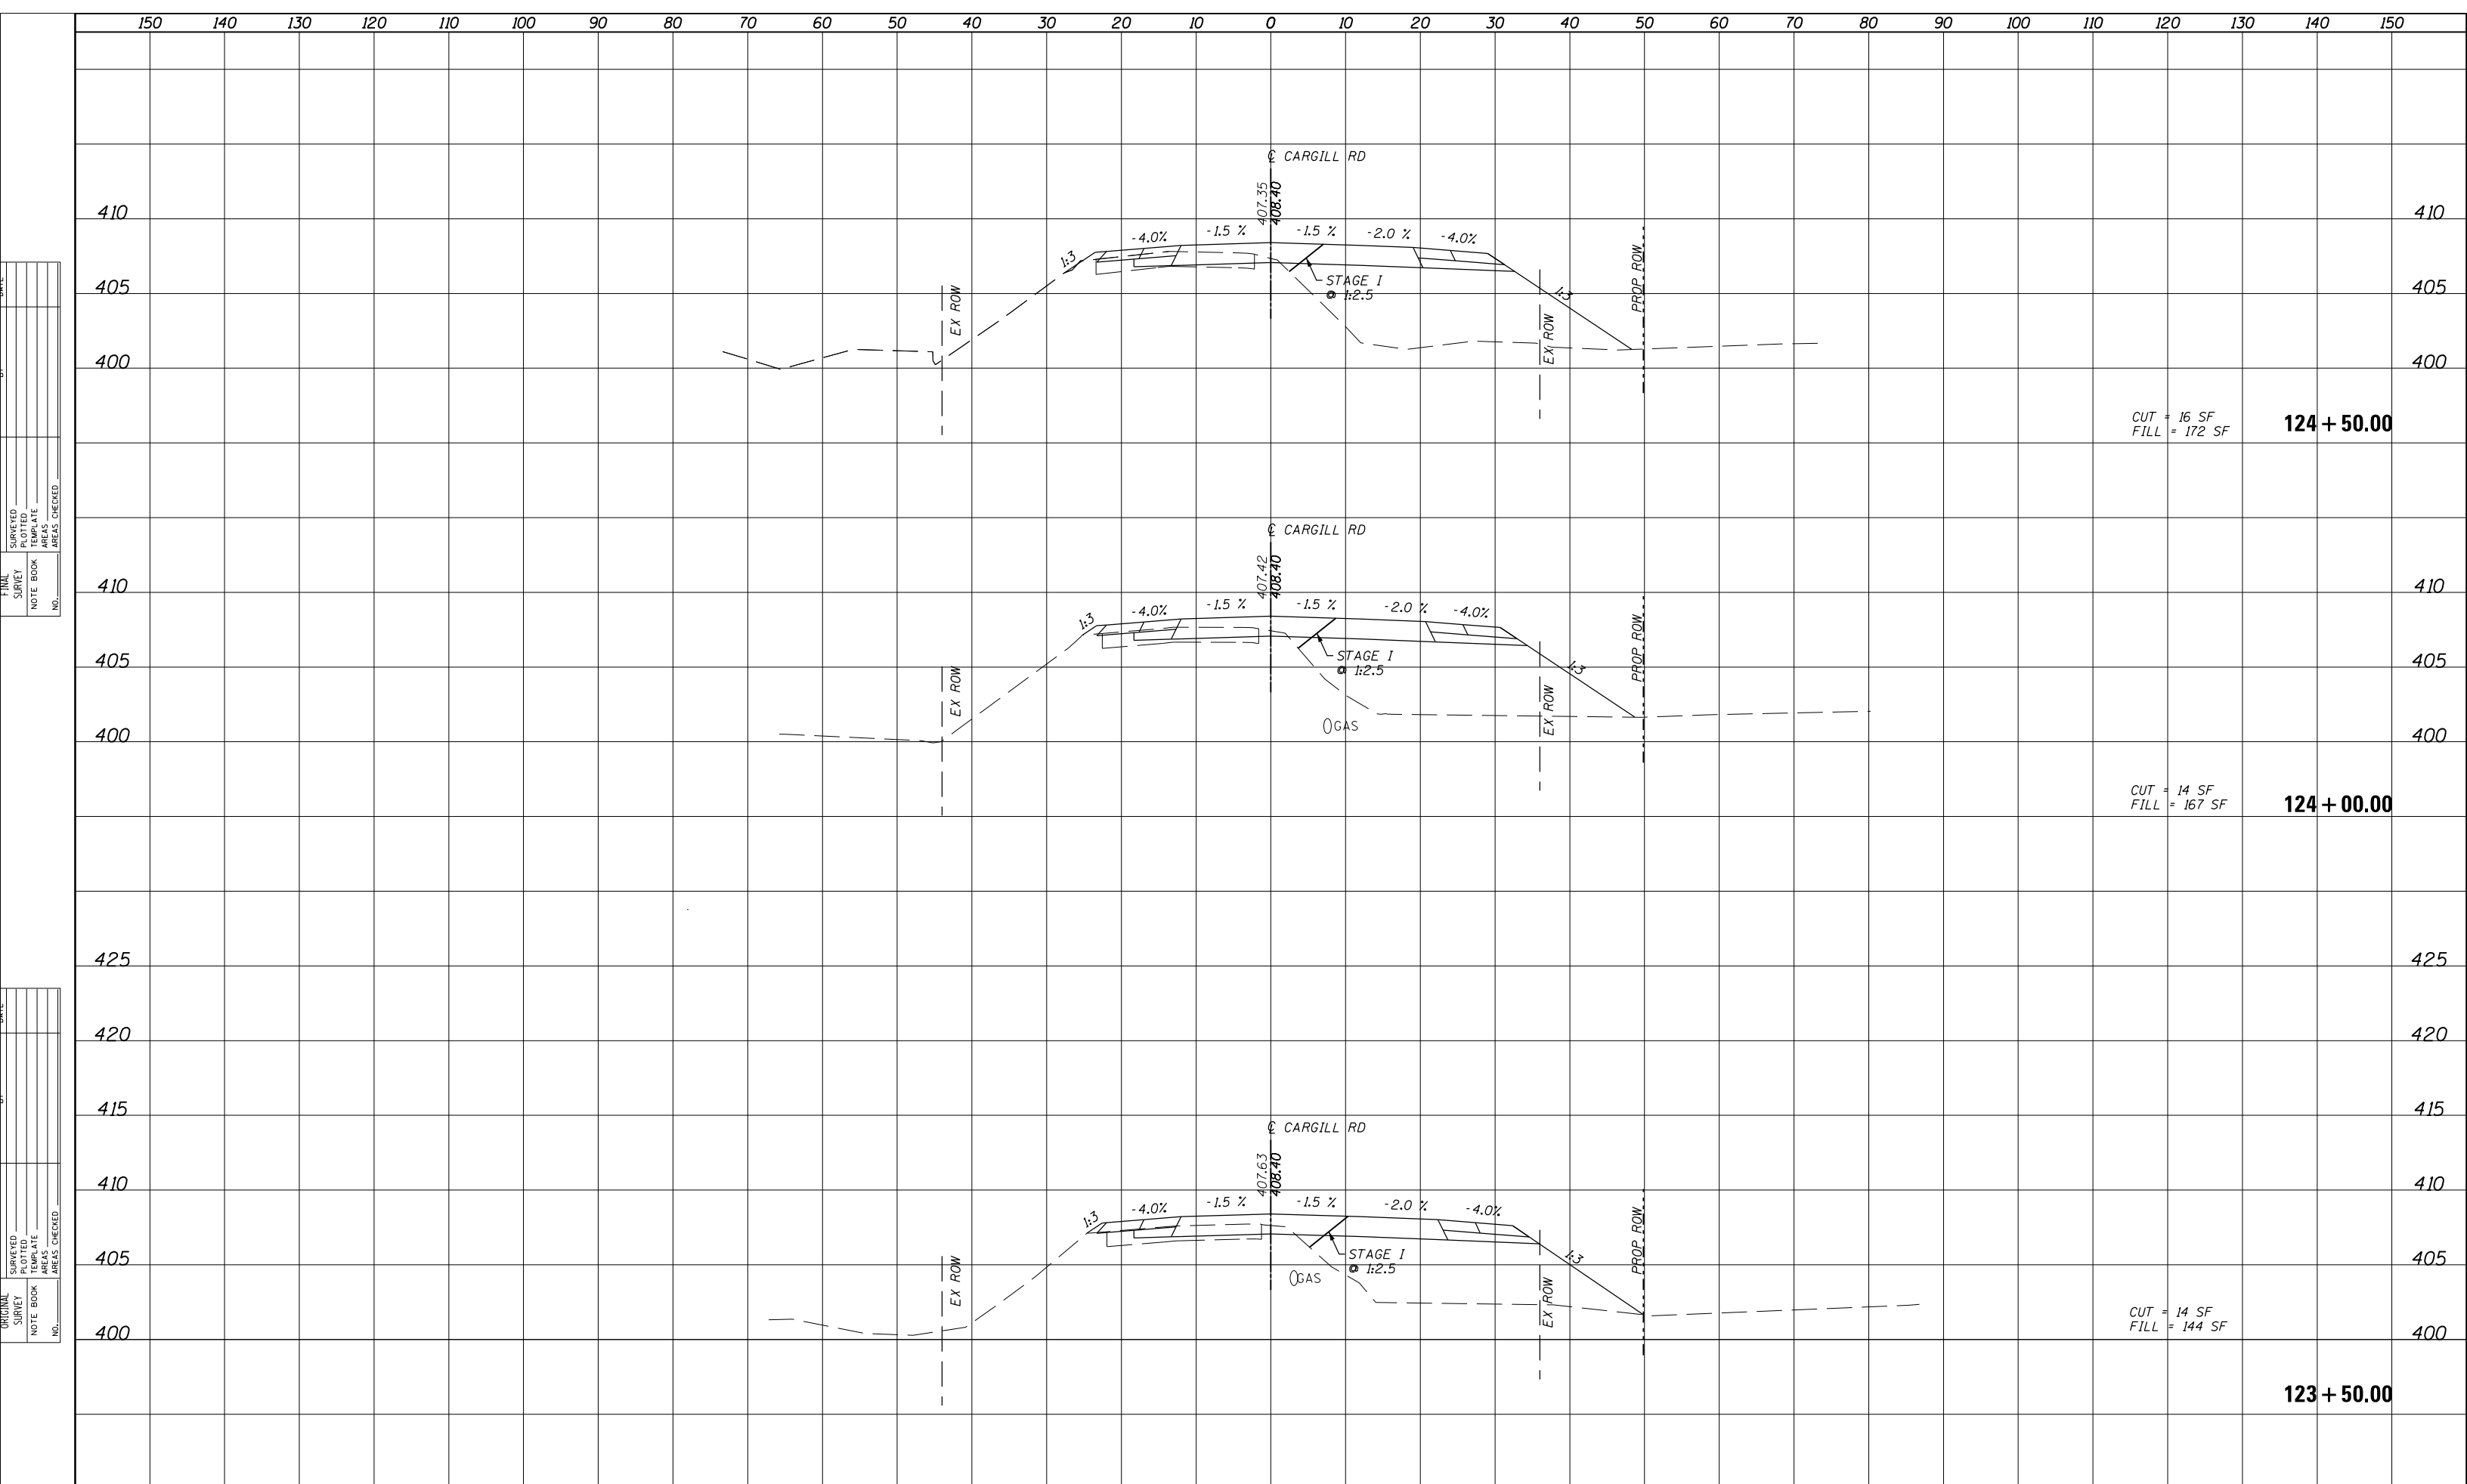 150 140 130 120 110 100 90 80 70 60 50 40 30 20 10 0 10 20 30 40 50 60 70 80 90 100 110 120 130 140 150
℄ CARGILL RD
407.35
408.40
410 410
1:3 -4.0% -1.5 % -1.5 % -2.0 % -4.0%
STAGE I
@ 1:2.5
1:3
EX ROW
EX ROW
PROP ROW
405 405
400 400
CUT = 16 SF
FILL = 172 SF
124+50.00
℄ CARGILL RD
407.42
408.40
410 410
1:3 -4.0% -1.5 % -1.5 % -2.0 % -4.0%
STAGE I
@ 1:2.5
1:3
EX ROW
EX ROW
PROP ROW
405 405
GAS
400 400
CUT = 14 SF
FILL = 167 SF
124+00.00
425 425
420 420
415 415
℄ CARGILL RD
407.63
408.40
410 410
1:3 -4.0% -1.5 % -1.5 % -2.0 % -4.0%
STAGE I
@ 1:2.5
1:3
EX ROW
EX ROW
PROP ROW
405 405
GAS
400 400
CUT = 14 SF
FILL = 144 SF
123+50.00
FINAL
SURVEY
NOTE BOOK
NO.
SURVEYED
PLOTTED
TEMPLATE
AREAS
AREAS CHECKED
ORIGINAL
SURVEY
NOTE BOOK
NO.
SURVEYED
PLOTTED
TEMPLATE
AREAS
AREAS CHECKED